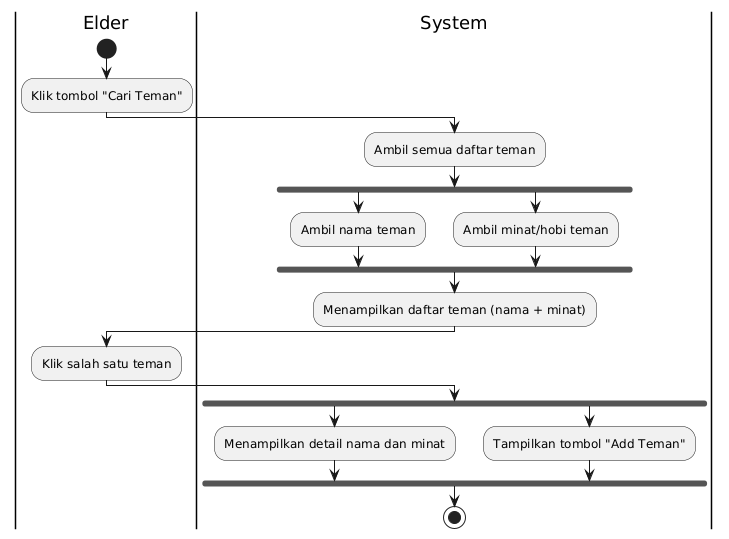 Elder
System
Klik tombol "Cari Teman"
Ambil semua daftar teman
Ambil nama teman
Ambil minat/hobi teman
Menampilkan daftar teman (nama + minat)
Klik salah satu teman
Menampilkan detail nama dan minat
Tampilkan tombol "Add Teman"